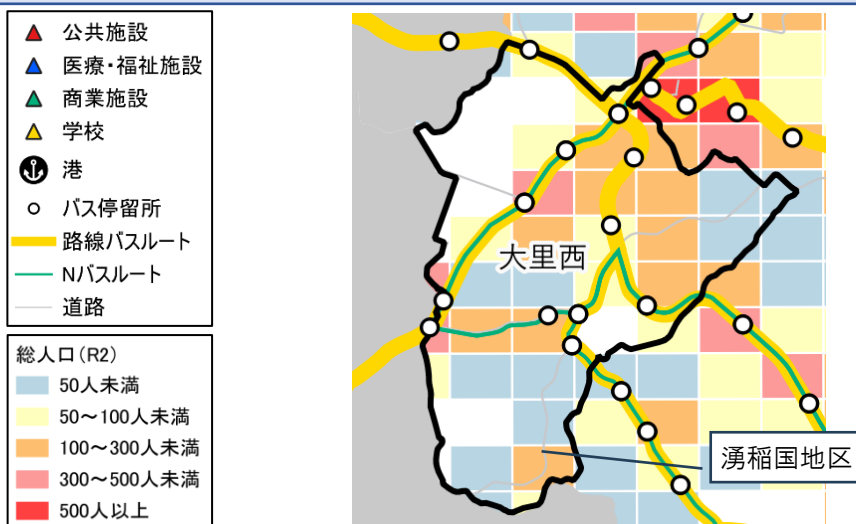 公共施設
医療・福祉施設
商業施設
学校
港
バス停留所
路線バスルート
Nバスルート
道路
総人口(R2)
50人未満
50～100人未満
100～300人未満
300～500人未満
500人以上
大里西
湧稲国地区